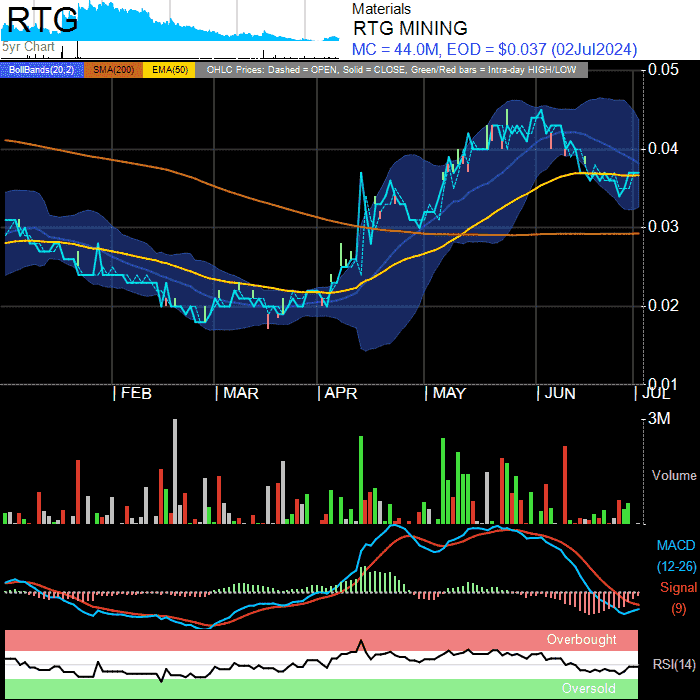 RTG
5yr Chart
Materials
RTG MINING
MC = 44.0M, EOD = $0.037 (02Jul2024)
BollBands(20,2) SMA(200) EMA(50) OHLC Prices: Dashed = OPEN, Solid = CLOSE, Green/Red bars = Intra-day HIGH/LOW
0.05
0.04
0.03
0.02
0.01
FEB MAR APR MAY JUN JUL
3M
Volume
MACD
(12-26)
Signal
(9)
Overbought
RSI(14)
Oversold